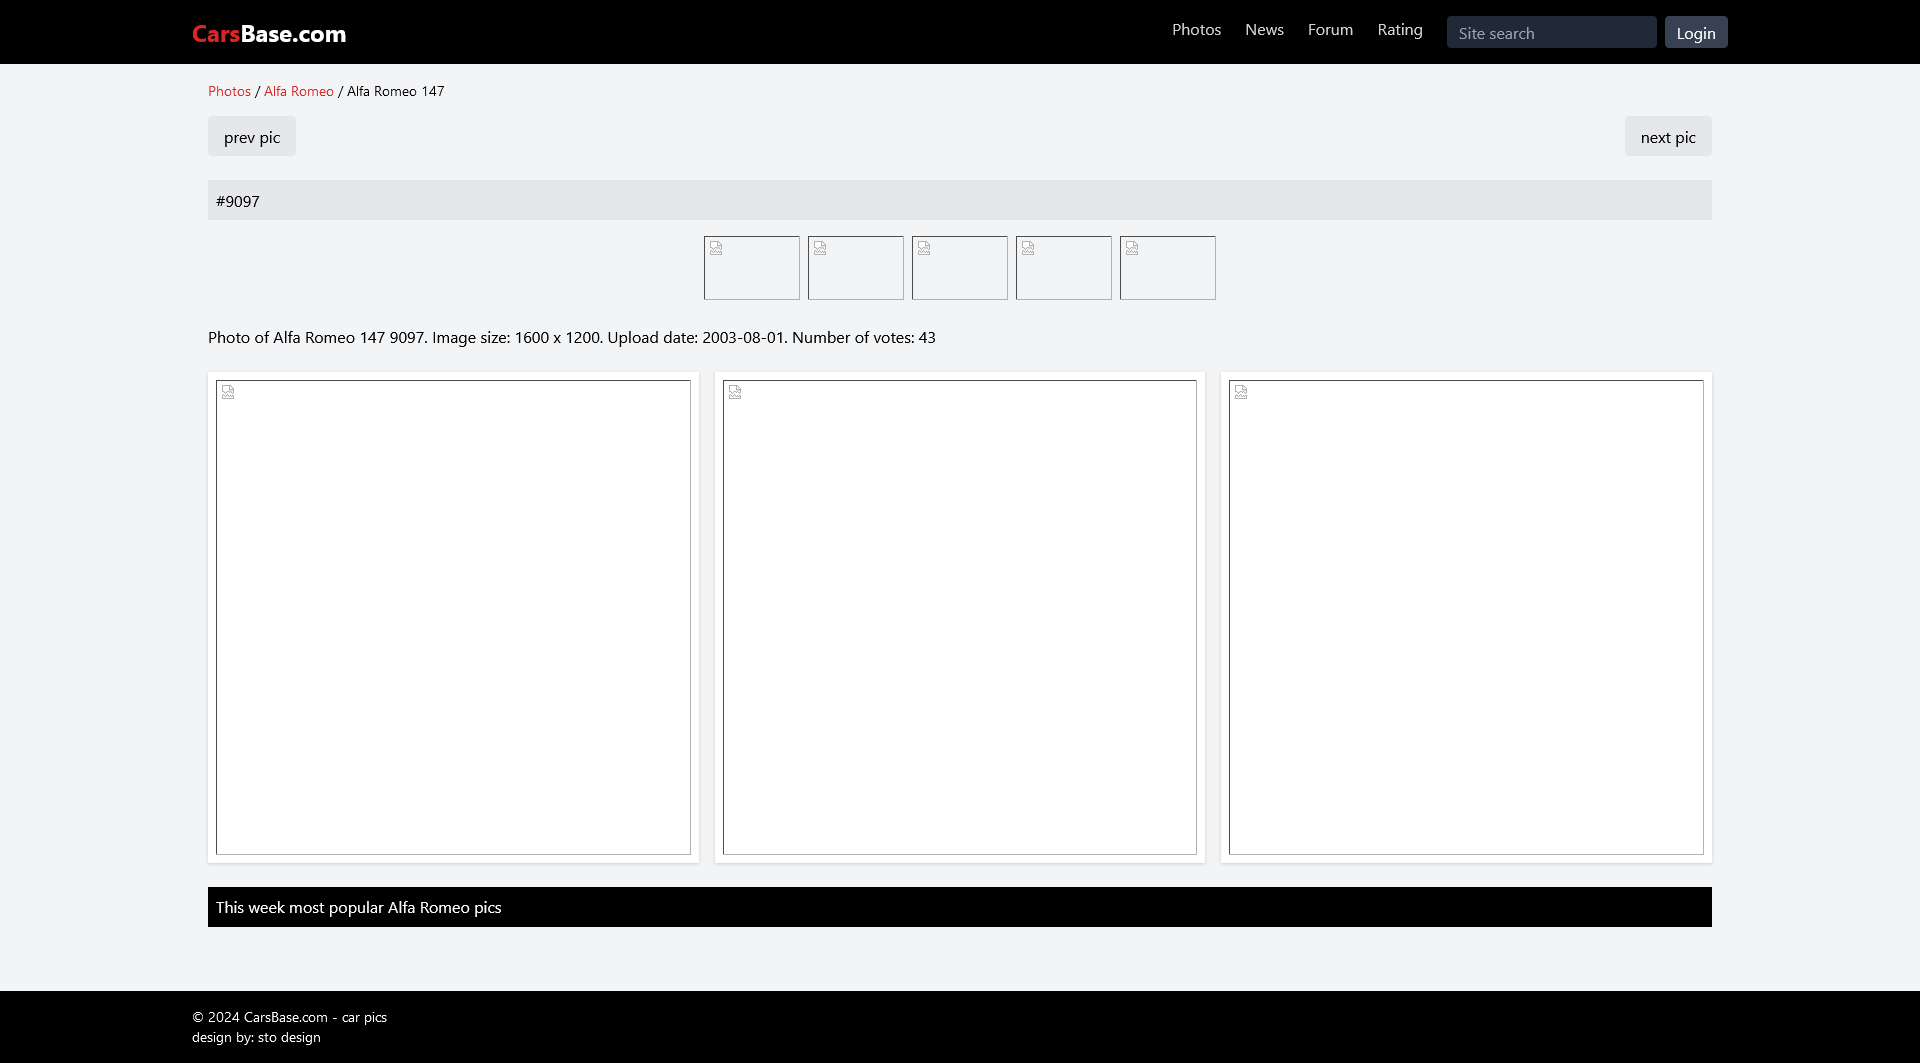 CarsBase.com
Photos
News
Forum
Rating
Site search
Login
Photos / Alfa Romeo / Alfa Romeo 147
prev pic
next pic
#9097
Photo of Alfa Romeo 147 9097. Image size: 1600 x 1200. Upload date: 2003-08-01. Number of votes: 43
This week most popular Alfa Romeo pics
© 2024 CarsBase.com - car pics
design by: sto design